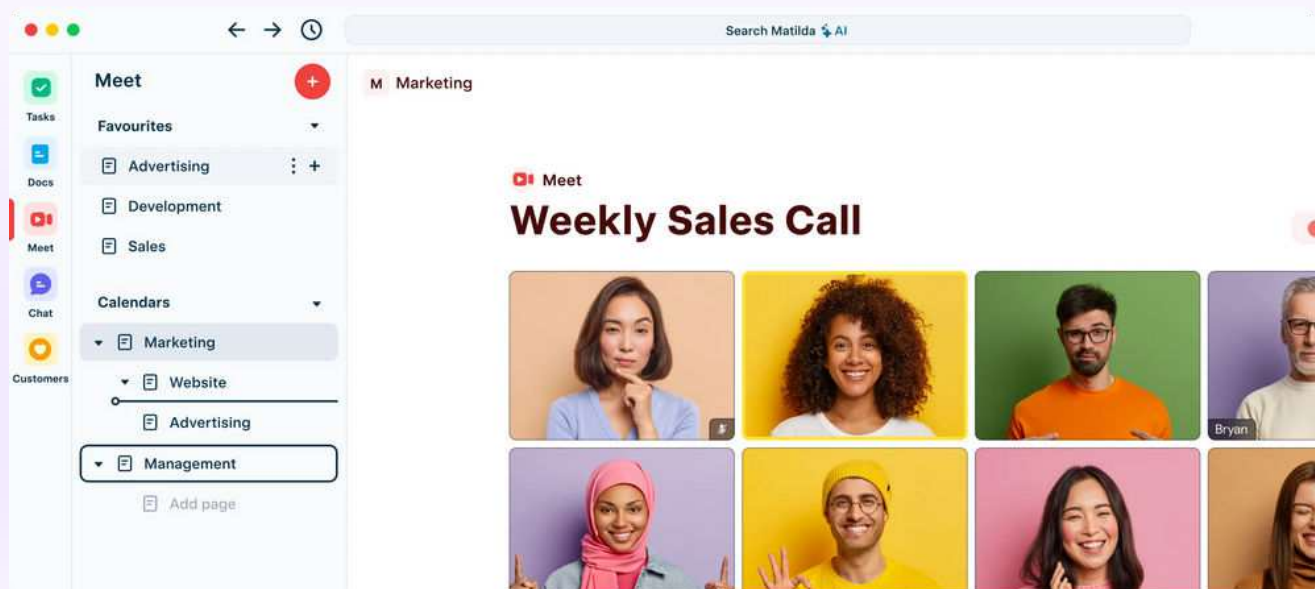 Search Matilda AI
Tasks
Docs
Meet
Chat
Customers
Meet
Favourites
Advertising
Development
Sales
Calendars
Marketing
Website
Advertising
Management
Add page
M Marketing
Meet
Weekly Sales Call
Bryan